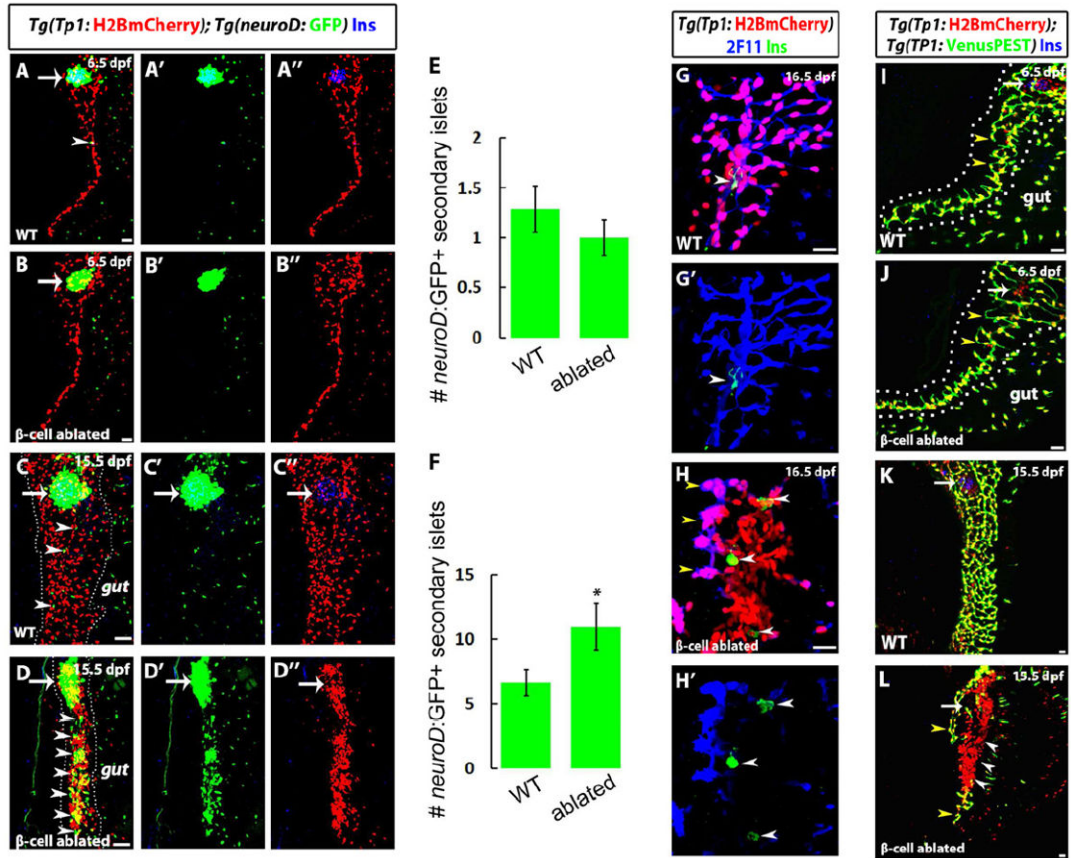 Tg(Tp1: H2BmCherry); Tg(neuroD: GFP) Ins
A
6.5 dpf
A′
A″
WT
B
6.5 dpf
B′
B″
β-cell ablated
C
15.5 dpf
C′
C″
gut
WT
D
15.5 dpf
D′
D″
gut
β-cell ablated
E
# neuroD:GFP+ secondary islets
2
1.5
1
0.5
0
WT
ablated
F
# neuroD:GFP+ secondary islets
15
10
5
0
*
WT
ablated
Tg(Tp1: H2BmCherry)
2F11 Ins
G
16.5 dpf
WT
G′
H
16.5 dpf
β-cell ablated
H′
Tg(Tp1: H2BmCherry);
Tg(TP1: VenusPEST) Ins
I
6.5 dpf
gut
WT
J
6.5 dpf
gut
β-cell ablated
K
15.5 dpf
WT
L
15.5 dpf
β-cell ablated